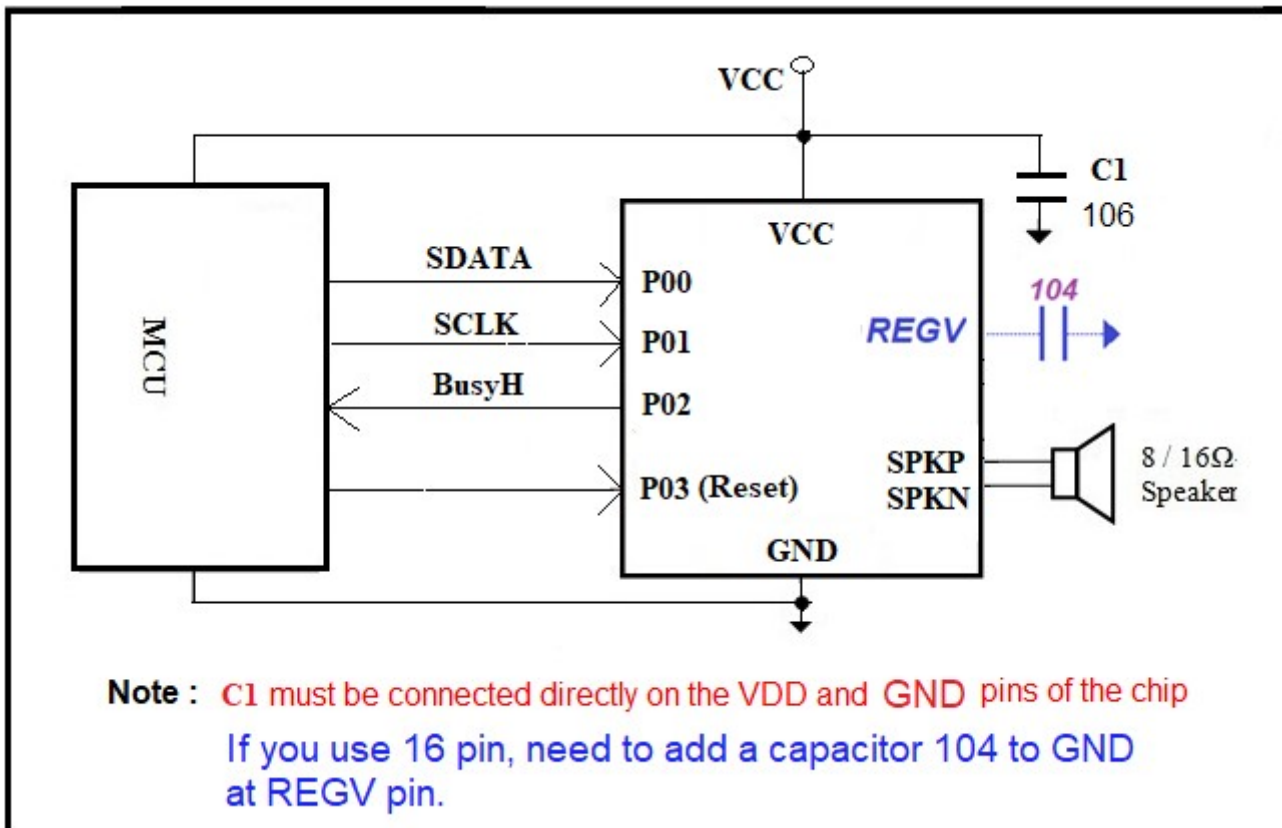 VCC
C1
106
VCC
SDATA
P00
104
MCU
SCLK
P01
REGV
BusyH
P02
SPKP
8 / 16Ω
SPKN
Speaker
P03 (Reset)
GND
Note : C1 must be connected directly on the VDD and GND pins of the chip
If you use 16 pin, need to add a capacitor 104 to GND
at REGV pin.